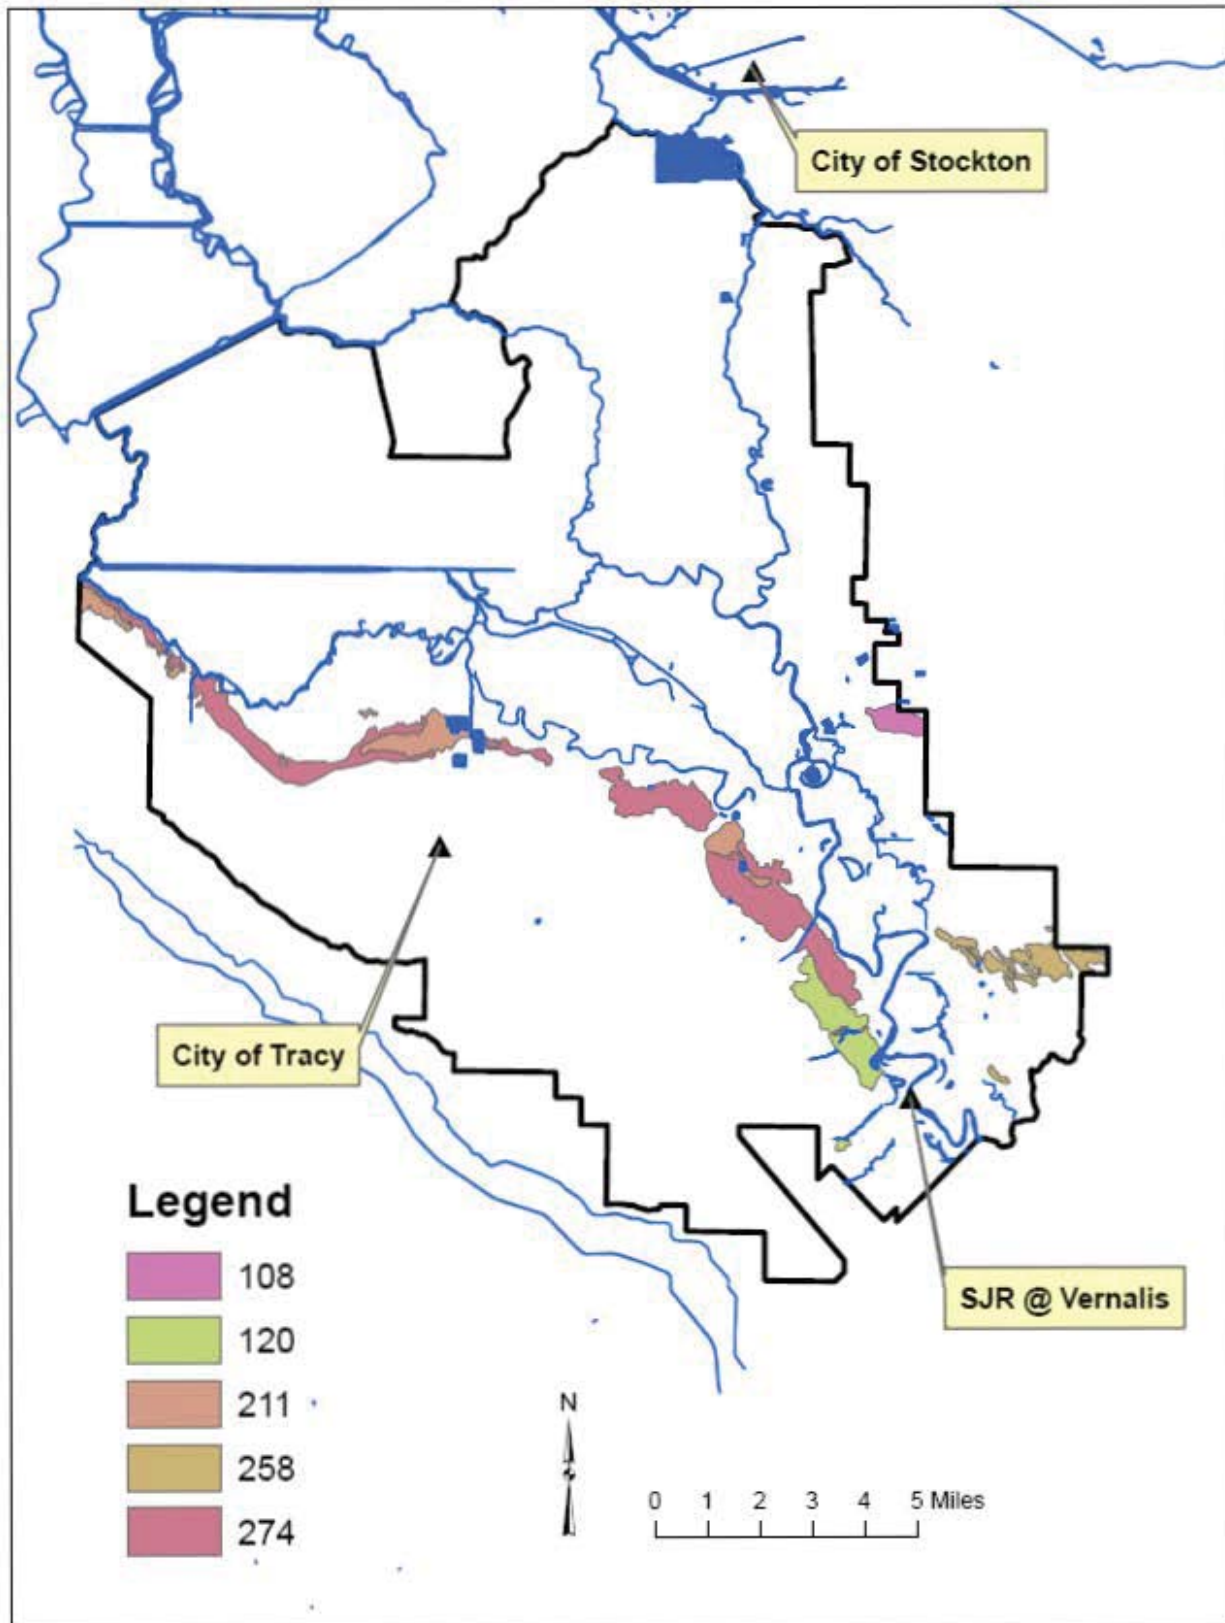 City of Stockton
City of Tracy
SJR @ Vernalis
Legend
108
120
211
258
274
N
0 1 2 3 4 5 Miles